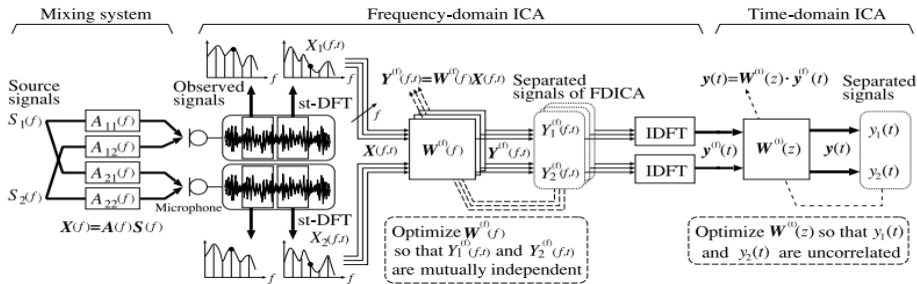 Mixing system
Frequency-domain ICA
Time-domain ICA
Source
signals
S1(f)
S2(f)
A11(f)
A12(f)
A21(f)
A22(f)
X(f)=A(f)S(f)
Observed
signals
Microphone
X1(f,t)
f
f
st-DFT
st-DFT
X2(f,t)
f
f
f
X(f,t)
Y(f)(f,t)=W(f)(f)X(f,t)
W(f)(f)
Y(f)(f,t)
Separated
signals of FDICA
Y1(f)(f,t)
Y2(f)(f,t)
Optimize W(f)(f)
so that Y1(f)(f,t) and Y2(f)(f,t)
are mutually independent
IDFT
IDFT
y(f)(t)
y(t)=W(t)(z)·y(f)(t)
W(t)(z)
y(t)
Separated
signals
y1(t)
y2(t)
Optimize W(t)(z) so that y1(t)
and y2(t) are uncorrelated